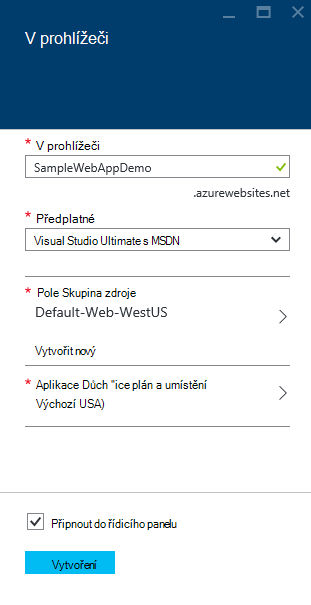 V prohlížeči
* V prohlížeči
SampleWebAppDemo
.azurewebsites.net
* Předplatné
Visual Studio Ultimate s MSDN
* Pole Skupina zdroje
Default-Web-WestUS
Vytvořit nový
* Aplikace Důch "ice plán a umístění
Výchozí USA)
Připnout do řídicího panelu
Vytvoření